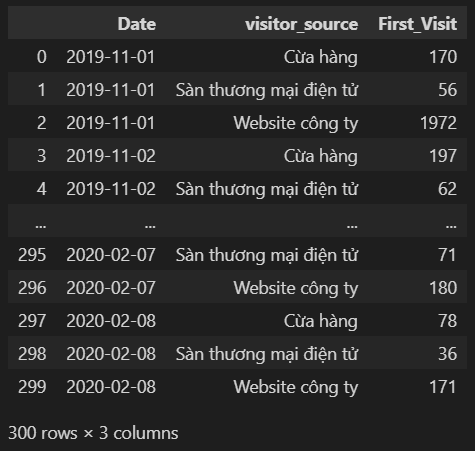 Date visitor_source First_Visit
0 2019-11-01 Cửa hàng 170
1 2019-11-01 Sàn thương mại điện tử 56
2 2019-11-01 Website công ty 1972
3 2019-11-02 Cửa hàng 197
4 2019-11-02 Sàn thương mại điện tử 62
... ... ... ...
295 2020-02-07 Sàn thương mại điện tử 71
296 2020-02-07 Website công ty 180
297 2020-02-08 Cửa hàng 78
298 2020-02-08 Sàn thương mại điện tử 36
299 2020-02-08 Website công ty 171
300 rows × 3 columns